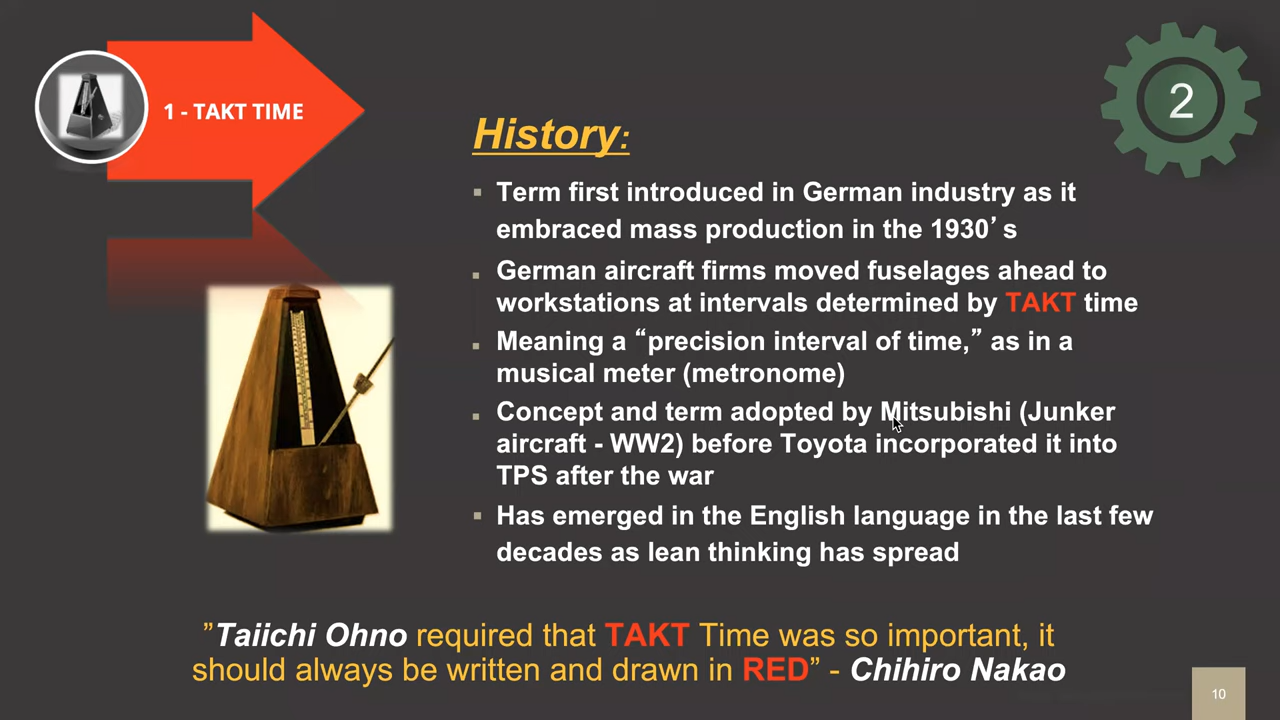 1 - TAKT TIME
2
History:
Term first introduced in German industry as it
embraced mass production in the 1930’s
German aircraft firms moved fuselages ahead to
workstations at intervals determined by TAKT time
Meaning a “precision interval of time,” as in a
musical meter (metronome)
Concept and term adopted by Mitsubishi (Junker
aircraft - WW2) before Toyota incorporated it into
TPS after the war
Has emerged in the English language in the last few
decades as lean thinking has spread
”Taiichi Ohno required that TAKT Time was so important, it
should always be written and drawn in RED” - Chihiro Nakao
10